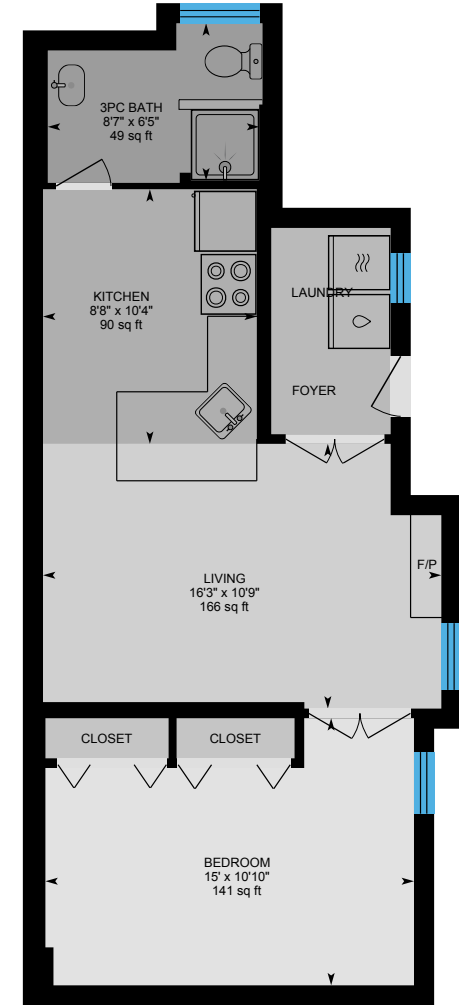 3PC BATH
8'7" x 6'5"
49 sq ft
KITCHEN
8'8" x 10'4"
90 sq ft
LAUNDRY
FOYER
F/P
LIVING
16'3" x 10'9"
166 sq ft
CLOSET
CLOSET
BEDROOM
15' x 10'10"
141 sq ft